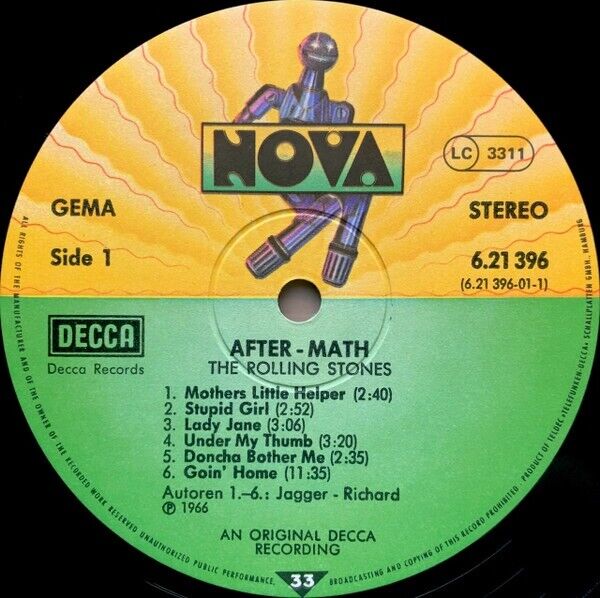 NOVA
LC 3311
GEMA
STEREO
Side 1
6.21 396
(6.21 396-01-1)
DECCA
Decca Records
AFTER - MATH
THE ROLLING STONES
1. Mothers Little Helper (2:40)
2. Stupid Girl (2:52)
3. Lady Jane (3:06)
4. Under My Thumb (3:20)
5. Doncha Bother Me (2:35)
6. Goin' Home (11:35)
Autoren 1.–6.: Jagger - Richard
℗ 1966
AN ORIGINAL DECCA
RECORDING
33
ALL RIGHTS OF THE MANUFACTURER AND OF THE OWNER OF THE RECORDED WORK RESERVED UNAUTHORIZED PUBLIC PERFORMANCE, BROADCASTING AND COPYING OF THIS RECORD PROHIBITED · PRODUCT OF TELDEC »TELEFUNKEN-DECCA« SCHALLPLATTEN GMBH., HAMBURG